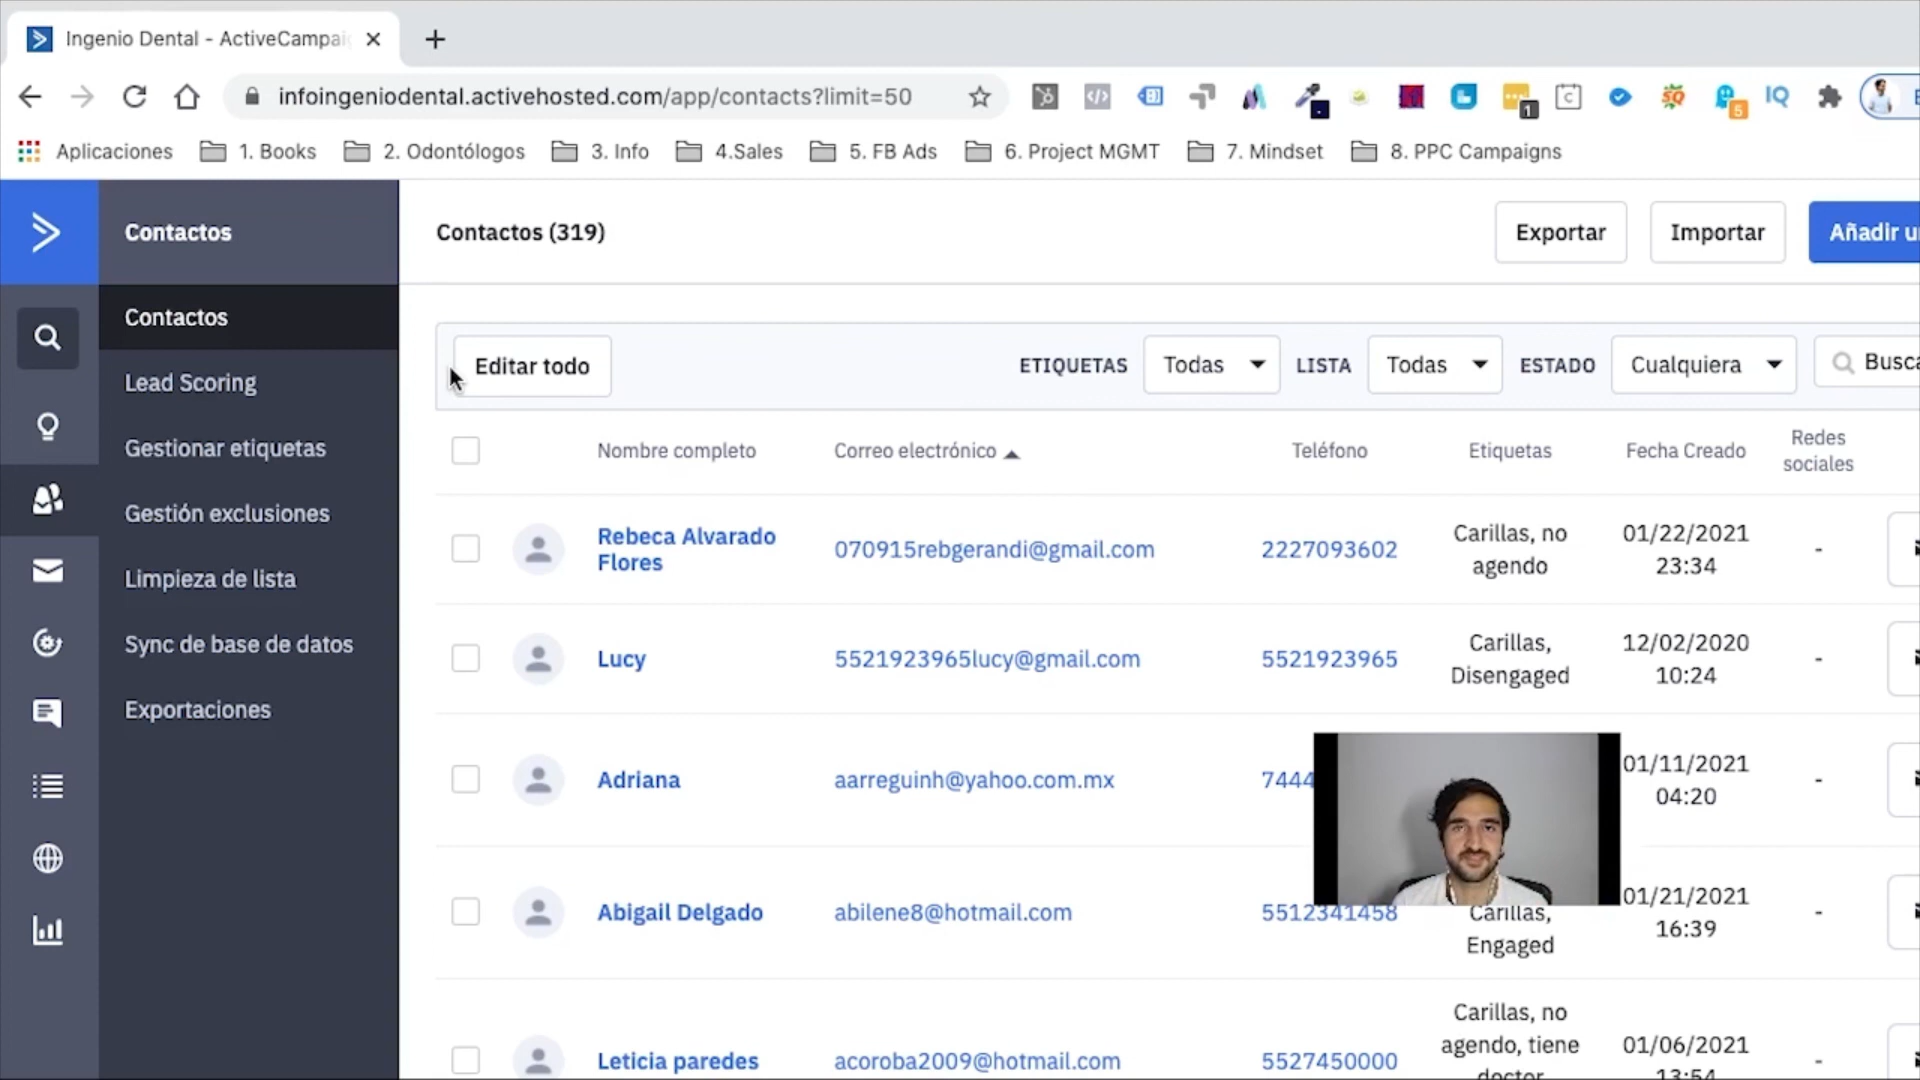 Ingenio Dental - ActiveCampai
infoingeniodental.activehosted.com/app/contacts?limit=50
1
5
IQ
Aplicaciones
1. Books
2. Odontólogos
3. Info
4.Sales
5. FB Ads
6. Project MGMT
7. Mindset
8. PPC Campaigns
Contactos
Contactos
Lead Scoring
Gestionar etiquetas
Gestión exclusiones
Limpieza de lista
Sync de base de datos
Exportaciones
Contactos (319)
Exportar
Importar
Añadir u
Editar todo
ETIQUETAS
Todas
LISTA
Todas
ESTADO
Cualquiera
Busca
Nombre completo
Correo electrónico
Teléfono
Etiquetas
Fecha Creado
Redes
sociales
Rebeca Alvarado
Flores
070915rebgerandi@gmail.com
2227093602
Carillas, no
agendo
01/22/2021
23:34
-
Lucy
5521923965lucy@gmail.com
5521923965
Carillas,
Disengaged
12/02/2020
10:24
-
Adriana
aarreguinh@yahoo.com.mx
7444
01/11/2021
04:20
-
Abigail Delgado
abilene8@hotmail.com
5512341458
Carillas,
Engaged
01/21/2021
16:39
-
Leticia paredes
acoroba2009@hotmail.com
5527450000
Carillas, no
agendo, tiene
doctor
01/06/2021
13:54
-